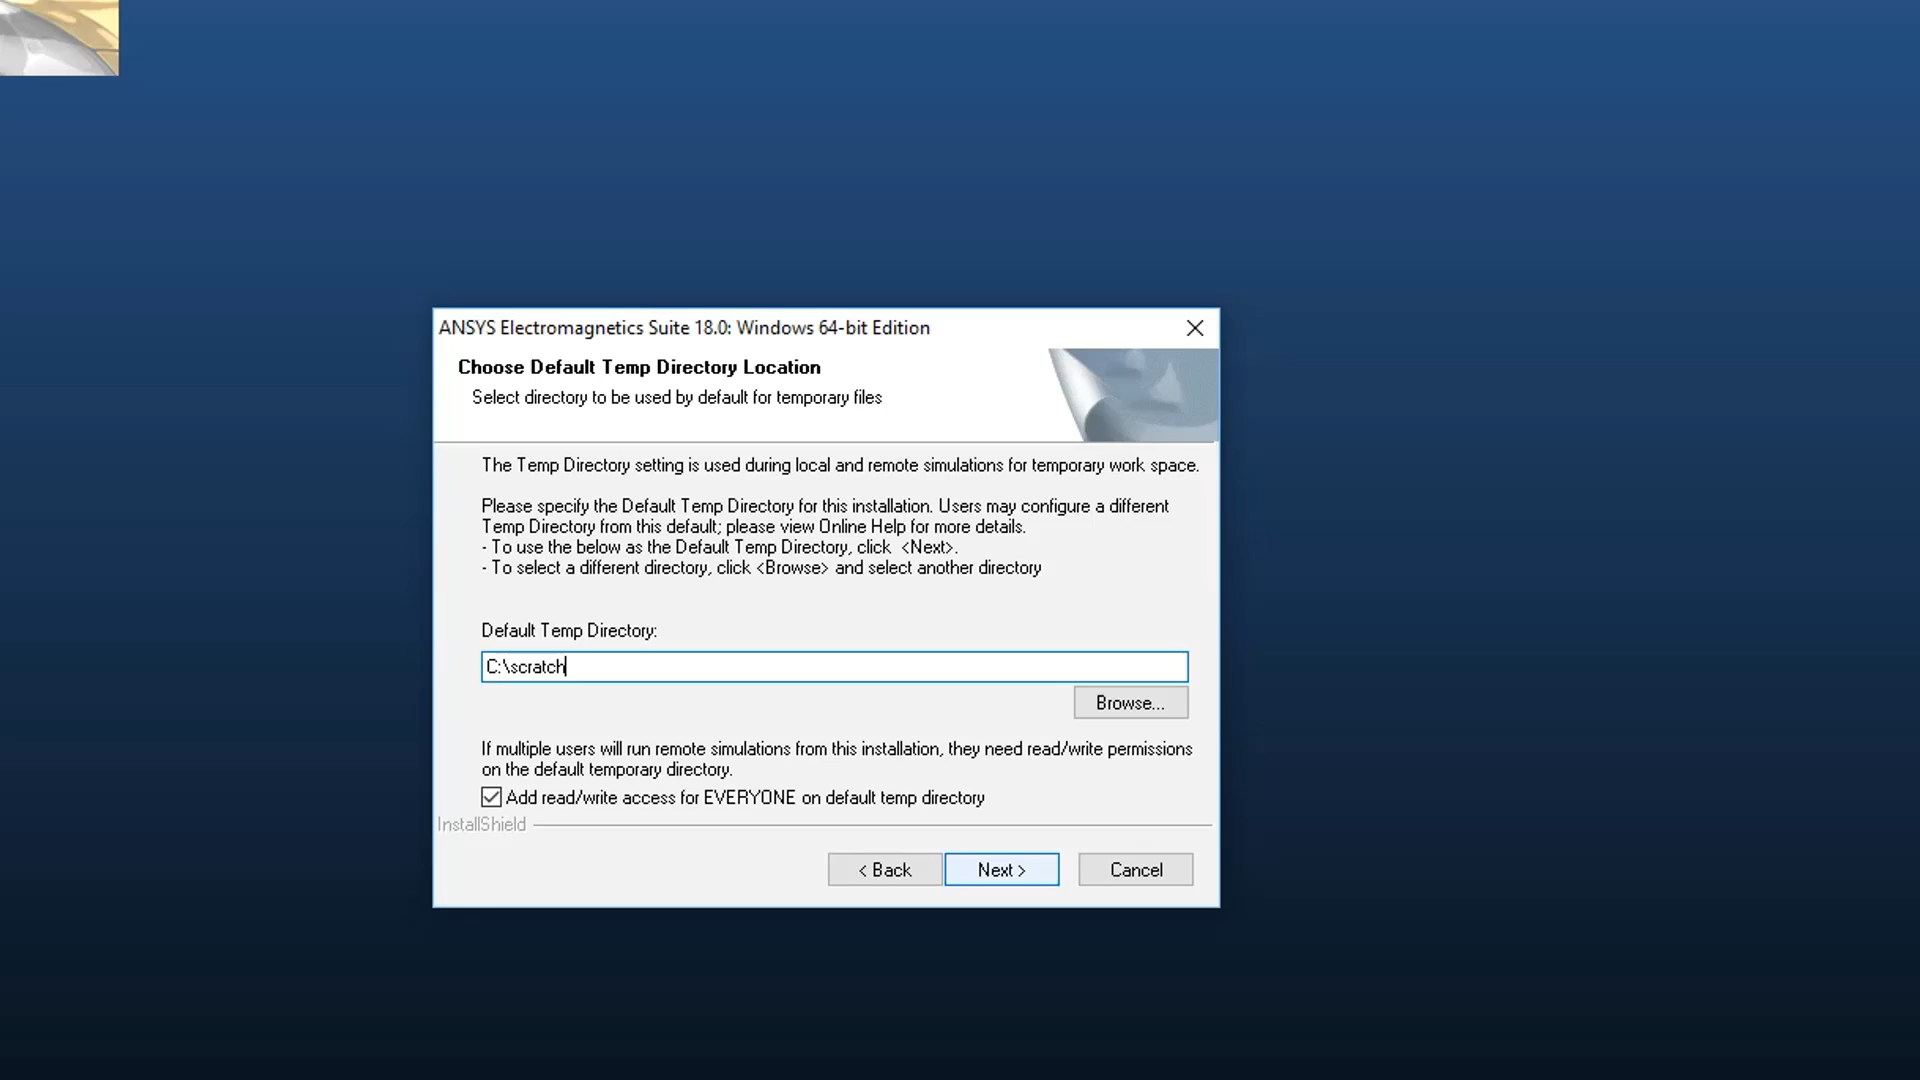 ANSYS Electromagnetics Suite 18.0: Windows 64-bit Edition
Choose Default Temp Directory Location
Select directory to be used by default for temporary files
The Temp Directory setting is used during local and remote simulations for temporary work space.
Please specify the Default Temp Directory for this installation. Users may configure a different
Temp Directory from this default; please view Online Help for more details.
- To use the below as the Default Temp Directory, click <Next>.
- To select a different directory, click <Browse> and select another directory
Default Temp Directory:
C:\scratch
Browse...
If multiple users will run remote simulations from this installation, they need read/write permissions
on the default temporary directory.
Add read/write access for EVERYONE on default temp directory
InstallShield
< Back Next > Cancel